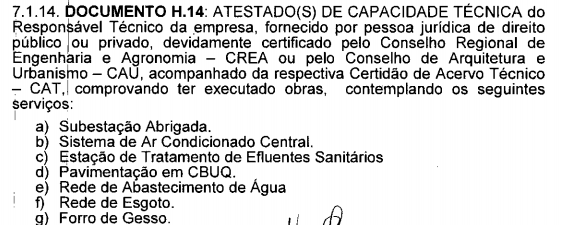 7.1.14. DOCUMENTO H.14: ATESTADO(S) DE CAPACIDADE TÉCNICA do
Responsável Técnico da empresa, fornecido por pessoa jurídica de direito
público ou privado, devidamente certificado pelo Conselho Regional de
Engenharia e Agronomia – CREA ou pelo Conselho de Arquitetura e
Urbanismo – CAU, acompanhado da respectiva Certidão de Acervo Técnico
– CAT, comprovando ter executado obras, contemplando os seguintes
serviços:
a) Subestação Abrigada.
b) Sistema de Ar Condicionado Central.
c) Estação de Tratamento de Efluentes Sanitários
d) Pavimentação em CBUQ.
e) Rede de Abastecimento de Água
f) Rede de Esgoto.
g) Forro de Gesso.